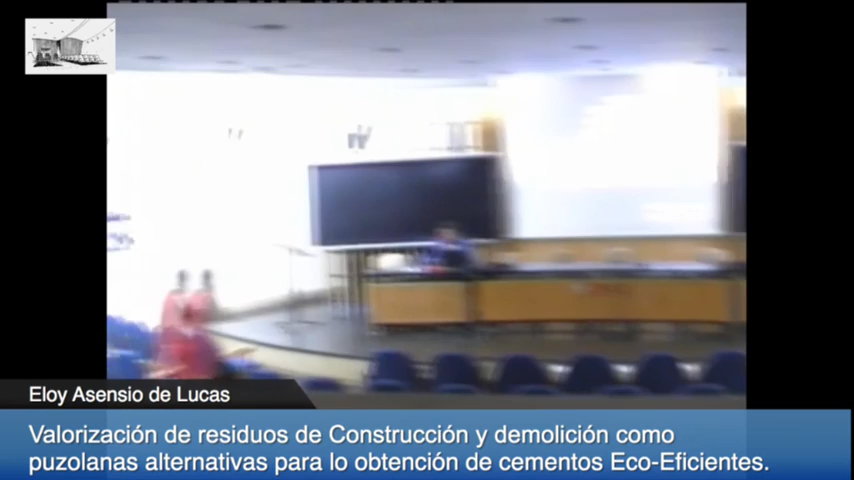 Eloy Asensio de Lucas
Valorización de residuos de Construcción y demolición como
puzolanas alternativas para lo obtención de cementos Eco-Eficientes.